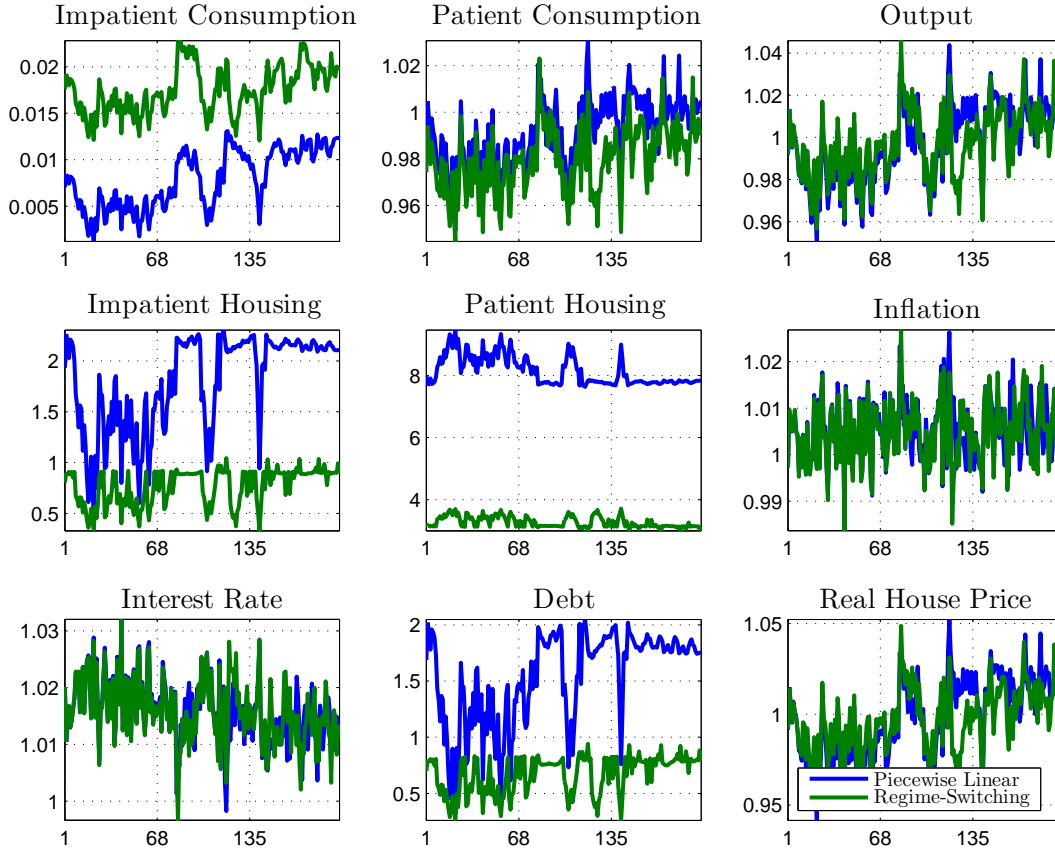 Impatient Consumption
0.02
0.015
0.01
0.005
1 68 135
Patient Consumption
1.02
1
0.98
0.96
1 68 135
Output
1.04
1.02
1
0.98
0.96
1 68 135
Impatient Housing
2
1.5
1
0.5
1 68 135
Patient Housing
8
6
4
1 68 135
Inflation
1.02
1.01
1
0.99
1 68 135
Interest Rate
1.03
1.02
1.01
1
1 68 135
Debt
2
1.5
1
0.5
1 68 135
Real House Price
1.05
1
0.95
1 68 135
Piecewise Linear
Regime-Switching